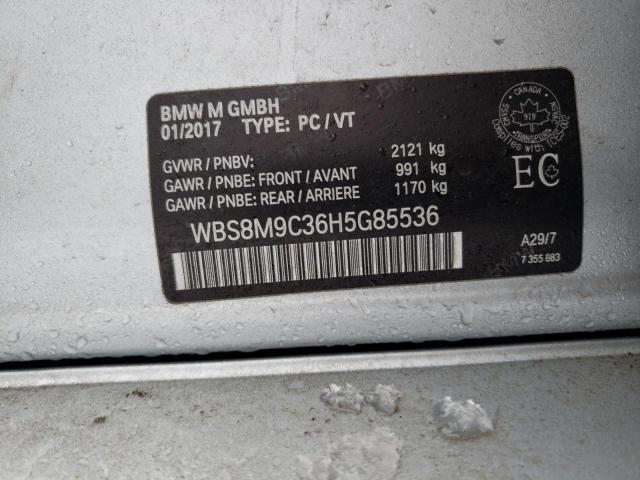 BMW M GMBH
01/2017 TYPE: PC / VT
GVWR / PNBV: 2121 kg
GAWR / PNBE: FRONT / AVANT 991 kg
GAWR / PNBE: REAR / ARRIERE 1170 kg
WBS8M9C36H5G85536
CANADA
978
TRANSPORT
EC
A29/7
7 355 883